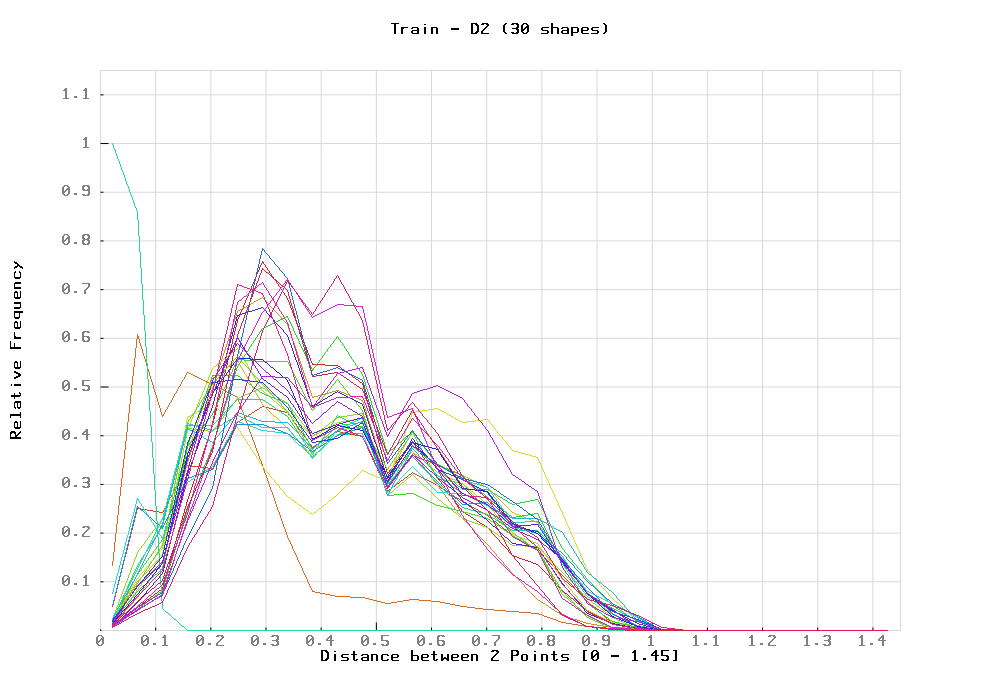 Train - D2 (30 shapes)
1.1
1
0.9
0.8
0.7
0.6
0.5
0.4
0.3
0.2
0.1
Relative Frequency
0 0.1 0.2 0.3 0.4 0.5 0.6 0.7 0.8 0.9 1 1.1 1.2 1.3 1.4
Distance between 2 Points [0 - 1.45]